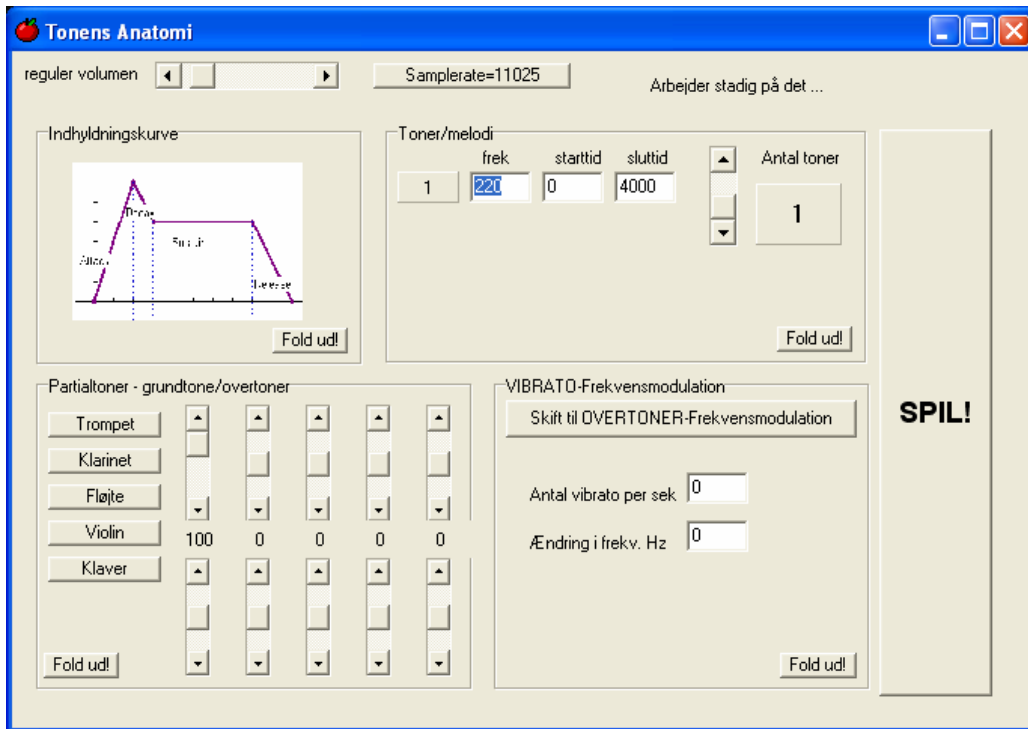 Tonens Anatomi
reguler volumen
Samplerate=11025
Arbejder stadig på det ...
Indhyldningskurve
Fold ud!
Toner/melodi
frek starttid sluttid Antal toner
1 220 0 4000 1
Fold ud!
Partialtoner - grundtone/overtoner
Trompet
Klarinet
Fløjte
Violin
Klaver
100 0 0 0 0
Fold ud!
VIBRATO-Frekvensmodulation
Skift til OVERTONER-Frekvensmodulation
Antal vibrato per sek 0
Ændring i frekv. Hz 0
Fold ud!
SPIL!